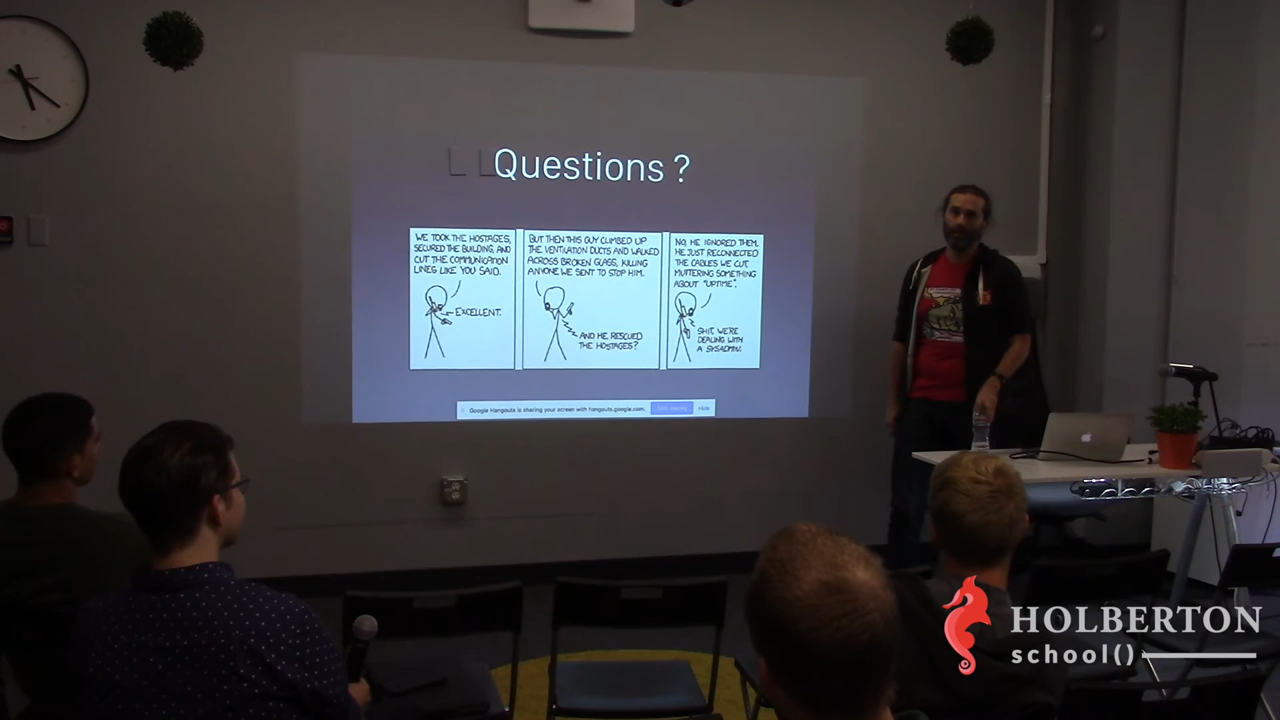 Questions ?
WE TOOK THE HOSTAGES,
SECURED THE BUILDING, AND
CUT THE COMMUNICATION
LINES LIKE YOU SAID.
EXCELLENT.
BUT THEN THIS GUY CLIMBED UP
THE VENTILATION DUCTS AND WALKED
ACROSS BROKEN GLASS, KILLING
ANYONE WE SENT TO STOP HIM.
AND HE RESCUED
THE HOSTAGES?
NO, HE IGNORED THEM.
HE JUST RECONNECTED
THE CABLES WE CUT
MUTTERING SOMETHING
ABOUT "UPTIME".
SHIT, WE'RE
DEALING WITH
A SYSADMIN.
Google Hangouts is sharing your screen with hangouts.google.com.
Stop sharing
Hide
HOLBERTON
school()